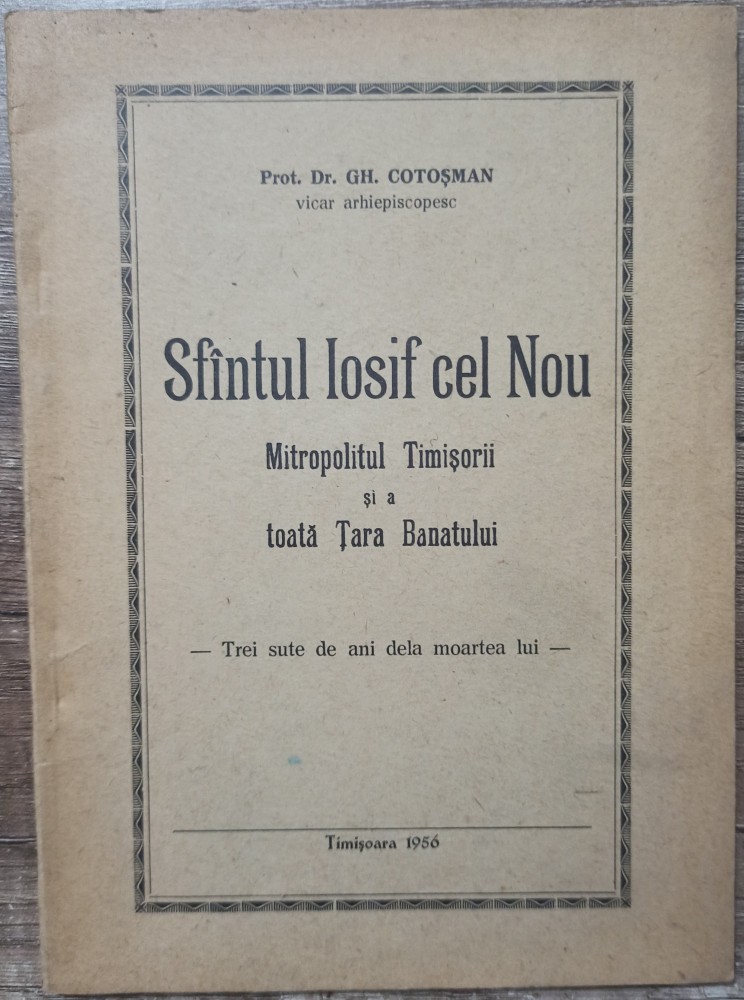 Prot. Dr. GH. COTOȘMAN
vicar arhiepiscopesc
Sfîntul Iosif cel Nou
Mitropolitul Timișorii
și a
toată Țara Banatului
— Trei sute de ani dela moartea lui —
Timișoara 1956